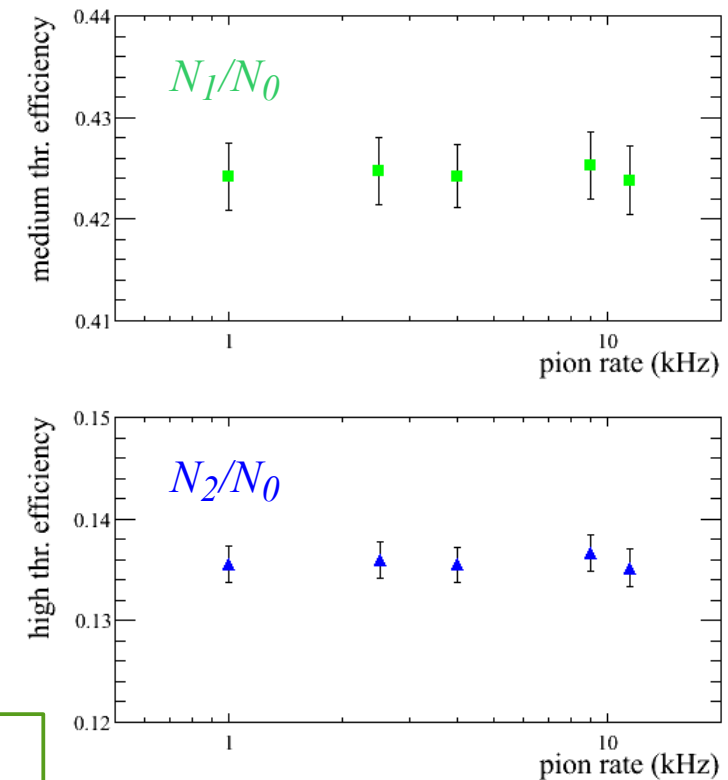 0.44
N1/N0
0.43
0.42
0.41
medium thr. efficiency
1
10
pion rate (kHz)
0.15
N2/N0
0.14
0.13
0.12
high thr. efficiency
1
10
pion rate (kHz)